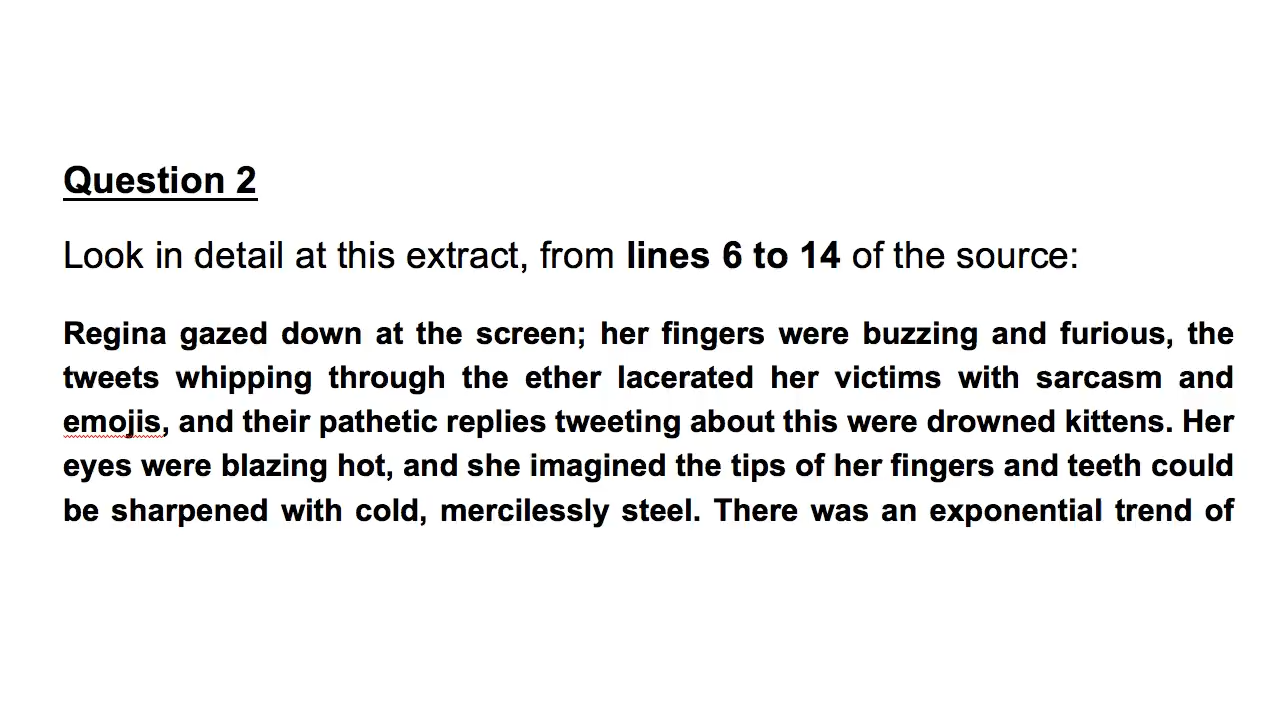 Question 2
Look in detail at this extract, from lines 6 to 14 of the source:
Regina gazed down at the screen; her fingers were buzzing and furious, the
tweets whipping through the ether lacerated her victims with sarcasm and
emojis, and their pathetic replies tweeting about this were drowned kittens. Her
eyes were blazing hot, and she imagined the tips of her fingers and teeth could
be sharpened with cold, mercilessly steel. There was an exponential trend of